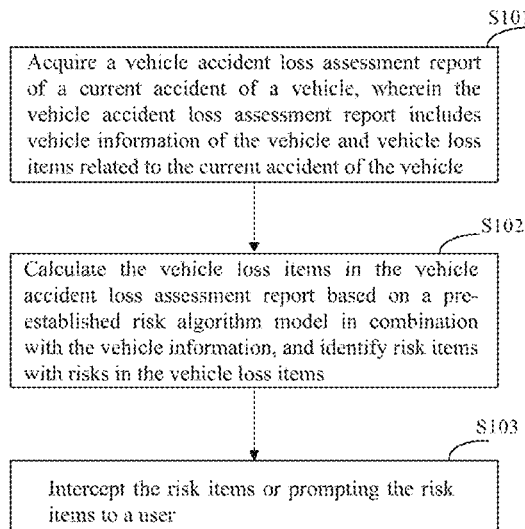 S101
Acquire a vehicle accident loss assessment report
of a current accident of a vehicle, wherein the
vehicle accident loss assessment report includes
vehicle information of the vehicle and vehicle loss
items related to the current accident of the vehicle
S102
Calculate the vehicle loss items in the vehicle
accident loss assessment report based on a pre-
established risk algorithm model in combination
with the vehicle information, and identify risk items
with risks in the vehicle loss items
S103
Intercept the risk items or prompting the risk
items to a user